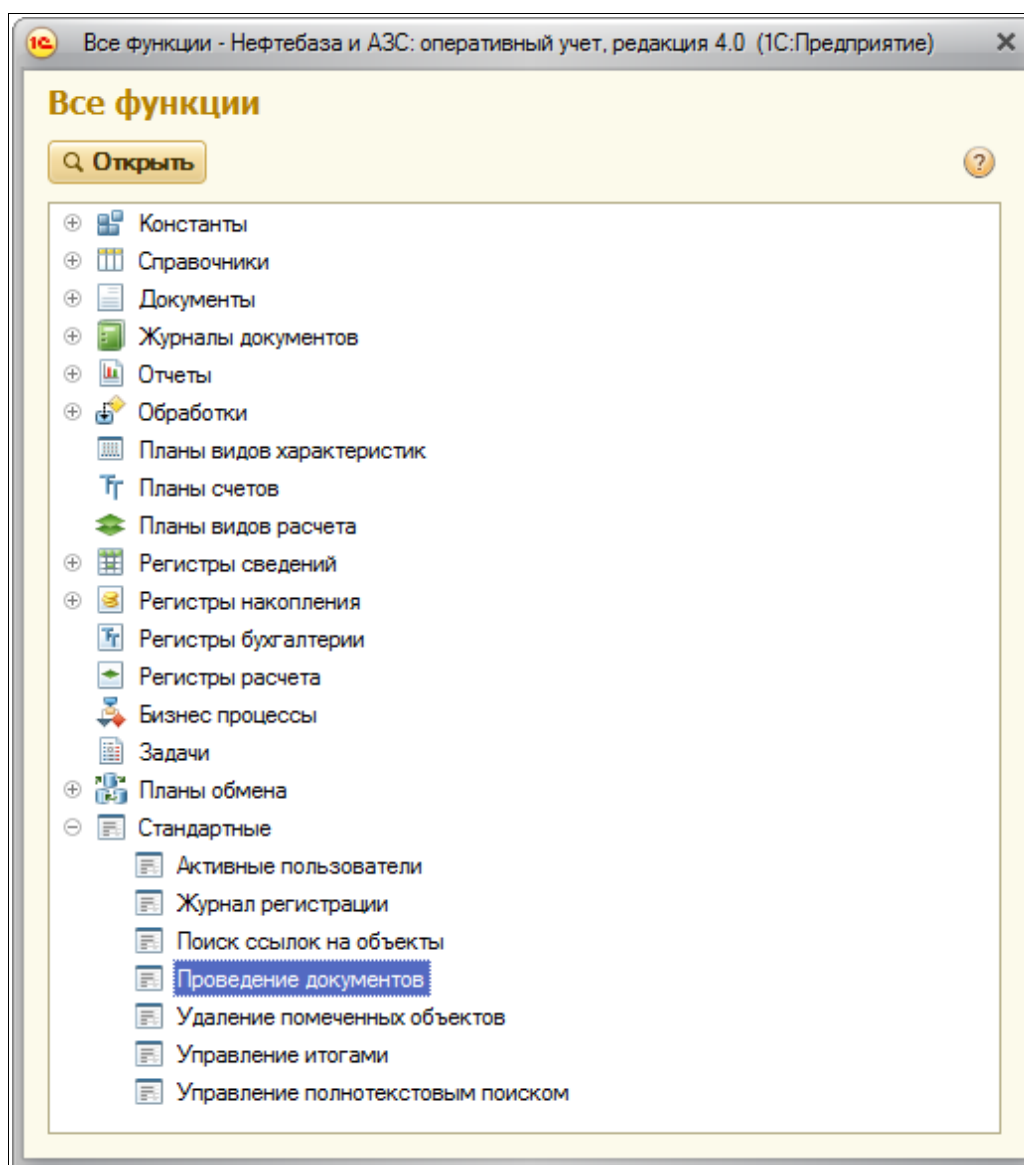 Все функции - Нефтебаза и АЗС: оперативный учет, редакция 4.0 (1С:Предприятие)
Все функции
Открыть
?
Константы
Справочники
Документы
Журналы документов
Отчеты
Обработки
Планы видов характеристик
Планы счетов
Планы видов расчета
Регистры сведений
Регистры накопления
Регистры бухгалтерии
Регистры расчета
Бизнес процессы
Задачи
Планы обмена
Стандартные
Активные пользователи
Журнал регистрации
Поиск ссылок на объекты
Проведение документов
Удаление помеченных объектов
Управление итогами
Управление полнотекстовым поиском